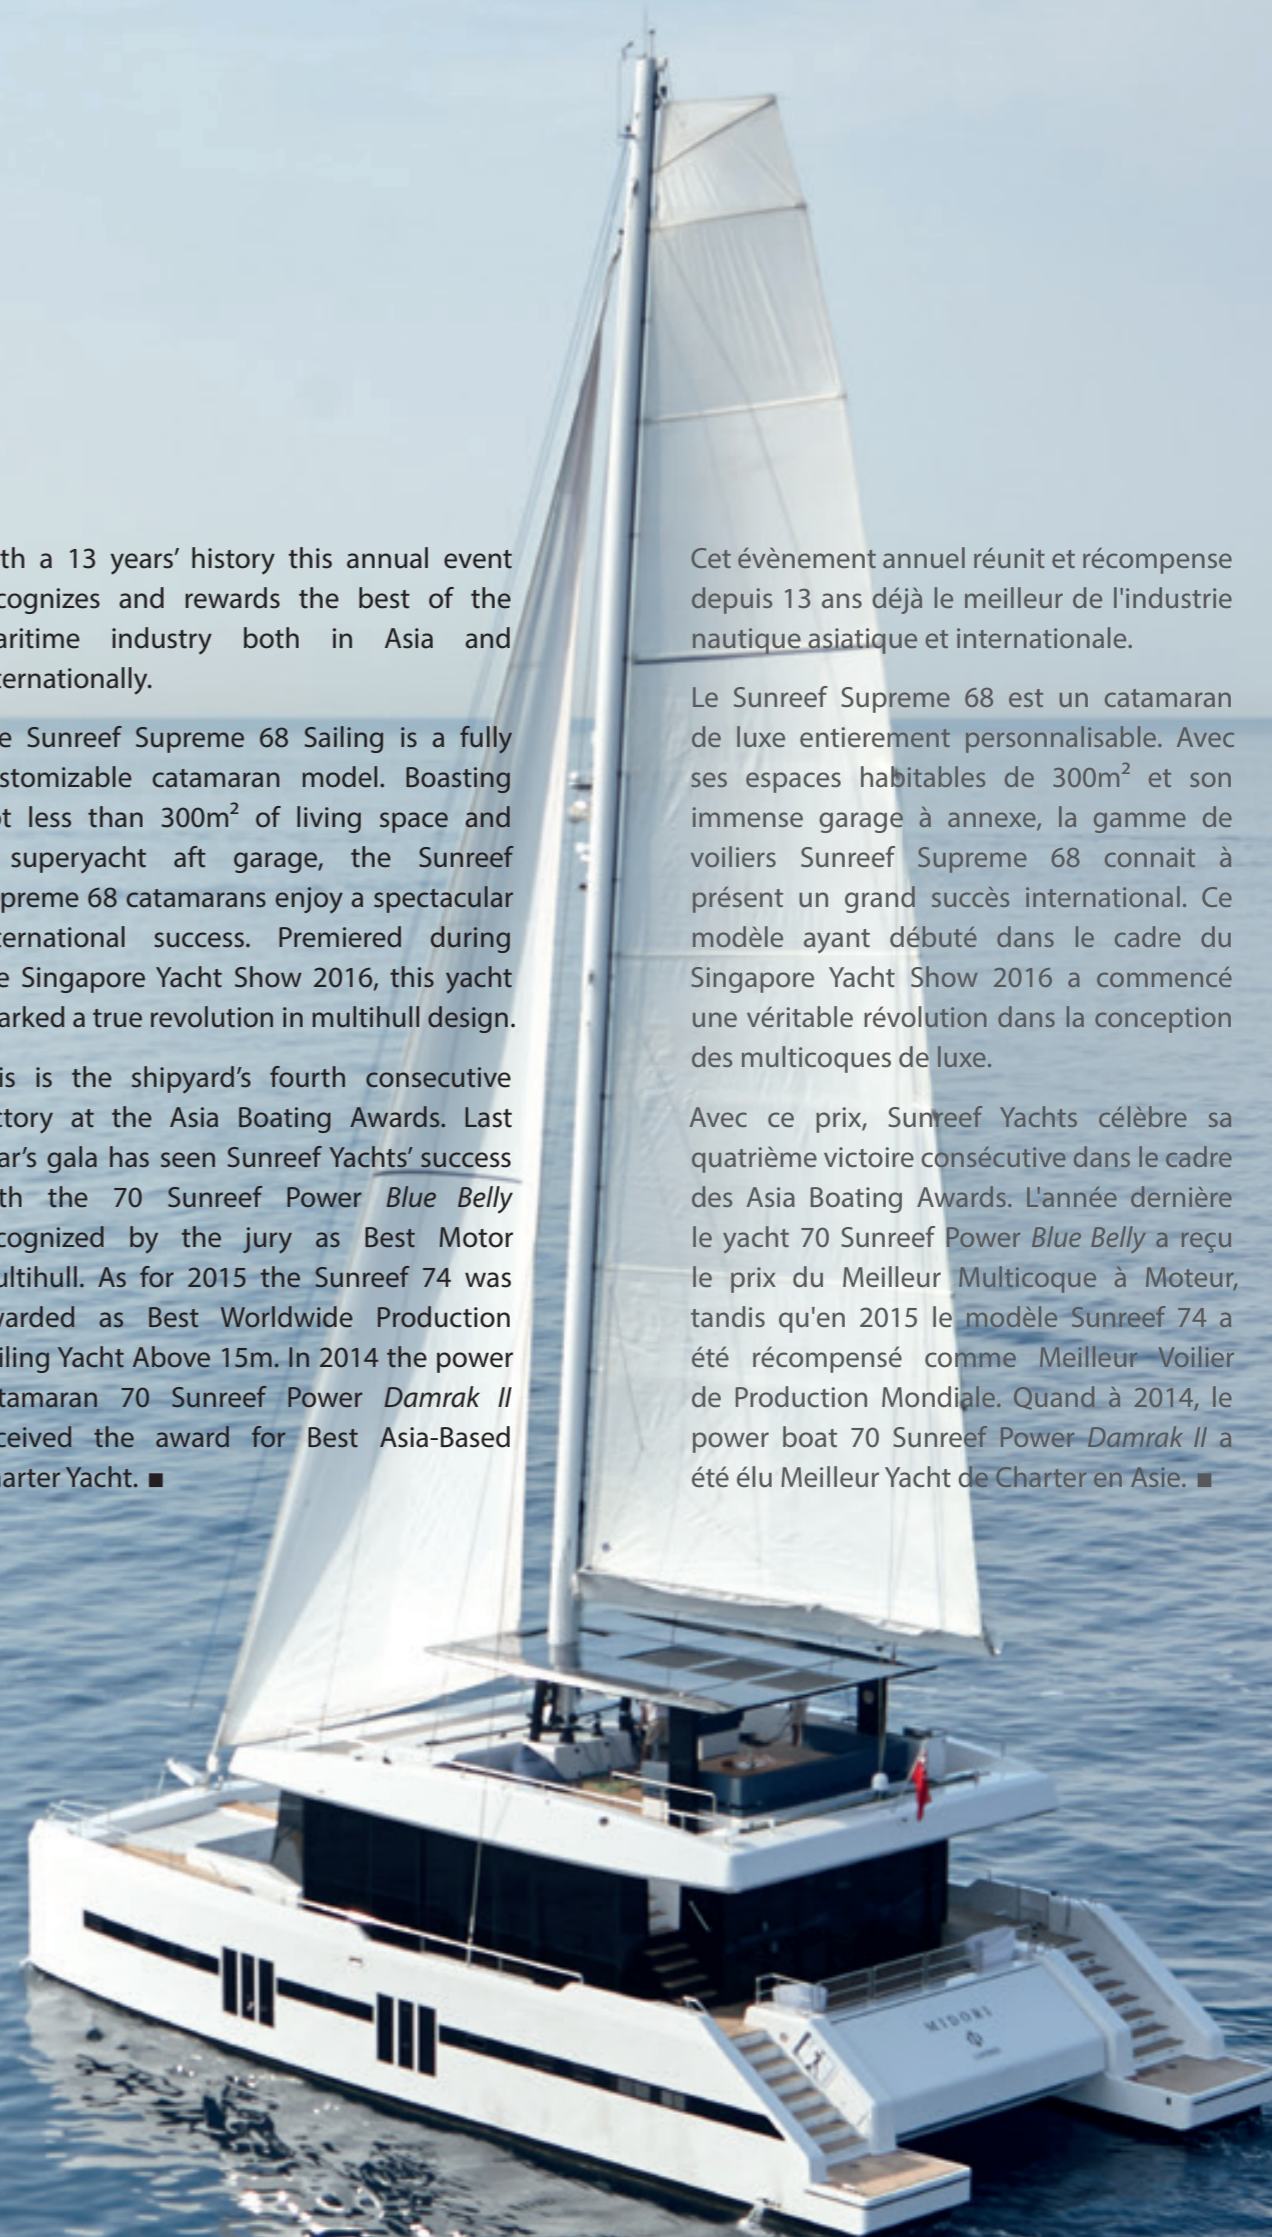 th a 13 years’ history this annual event
cognizes and rewards the best of the
aritime industry both in Asia and
ternationally.
e Sunreef Supreme 68 Sailing is a fully
stomizable catamaran model. Boasting
t less than 300m² of living space and
superyacht aft garage, the Sunreef
preme 68 catamarans enjoy a spectacular
ternational success. Premiered during
e Singapore Yacht Show 2016, this yacht
arked a true revolution in multihull design.
is is the shipyard’s fourth consecutive
ctory at the Asia Boating Awards. Last
ar’s gala has seen Sunreef Yachts’ success
th the 70 Sunreef Power Blue Belly
cognized by the jury as Best Motor
ultihull. As for 2015 the Sunreef 74 was
warded as Best Worldwide Production
iling Yacht Above 15m. In 2014 the power
tamaran 70 Sunreef Power Damrak II
ceived the award for Best Asia-Based
arter Yacht. ■
Cet évènement annuel réunit et récompense
depuis 13 ans déjà le meilleur de l'industrie
nautique asiatique et internationale.
Le Sunreef Supreme 68 est un catamaran
de luxe entierement personnalisable. Avec
ses espaces habitables de 300m² et son
immense garage à annexe, la gamme de
voiliers Sunreef Supreme 68 connait à
présent un grand succès international. Ce
modèle ayant débuté dans le cadre du
Singapore Yacht Show 2016 a commencé
une véritable révolution dans la conception
des multicoques de luxe.
Avec ce prix, Sunreef Yachts célèbre sa
quatrième victoire consécutive dans le cadre
des Asia Boating Awards. L'année dernière
le yacht 70 Sunreef Power Blue Belly a reçu
le prix du Meilleur Multicoque à Moteur,
tandis qu'en 2015 le modèle Sunreef 74 a
été récompensé comme Meilleur Voilier
de Production Mondiale. Quand à 2014, le
power boat 70 Sunreef Power Damrak II a
été élu Meilleur Yacht de Charter en Asie. ■
MIDORI